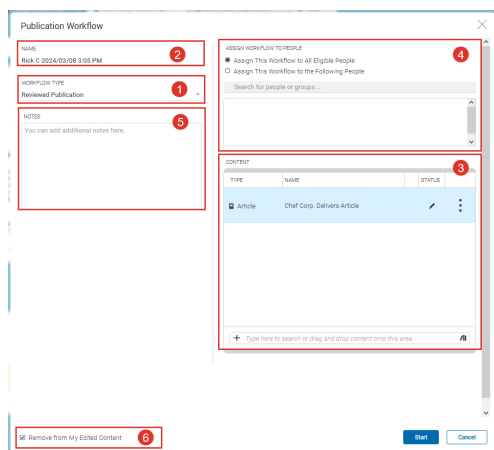 Publication Workflow
NAME
2
Rick C 2024/03/08 3:05 PM
WORKFLOW TYPE
1
Reviewed Publication
NOTES
5
You can add additional notes here.
ASSIGN WORKFLOW TO PEOPLE
4
Assign This Workflow to All Eligible People
Assign This Workflow to the Following People:
Search for people or groups ...
CONTENT
3
TYPE NAME STATUS
Article Chef Corp. Delivers Article
Type here to search or drag and drop content onto this area.
Remove from My Edited Content 6
Start Cancel